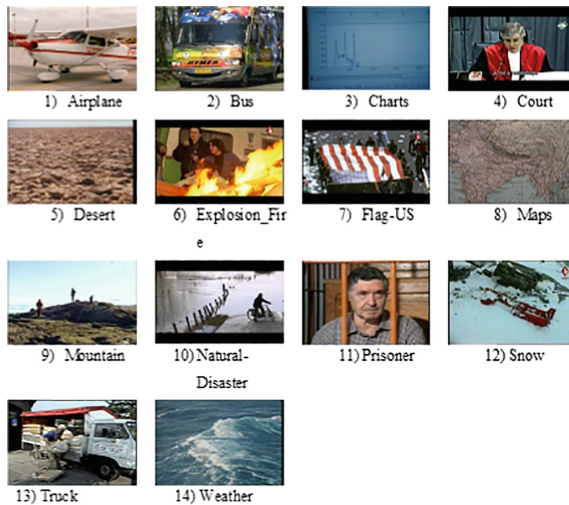 1) Airplane
2) Bus
3) Charts
4) Court
5) Desert
6) Explosion_Fir
e
7) Flag-US
8) Maps
9) Mountain
10) Natural-
Disaster
11) Prisoner
12) Snow
13) Truck
14) Weather